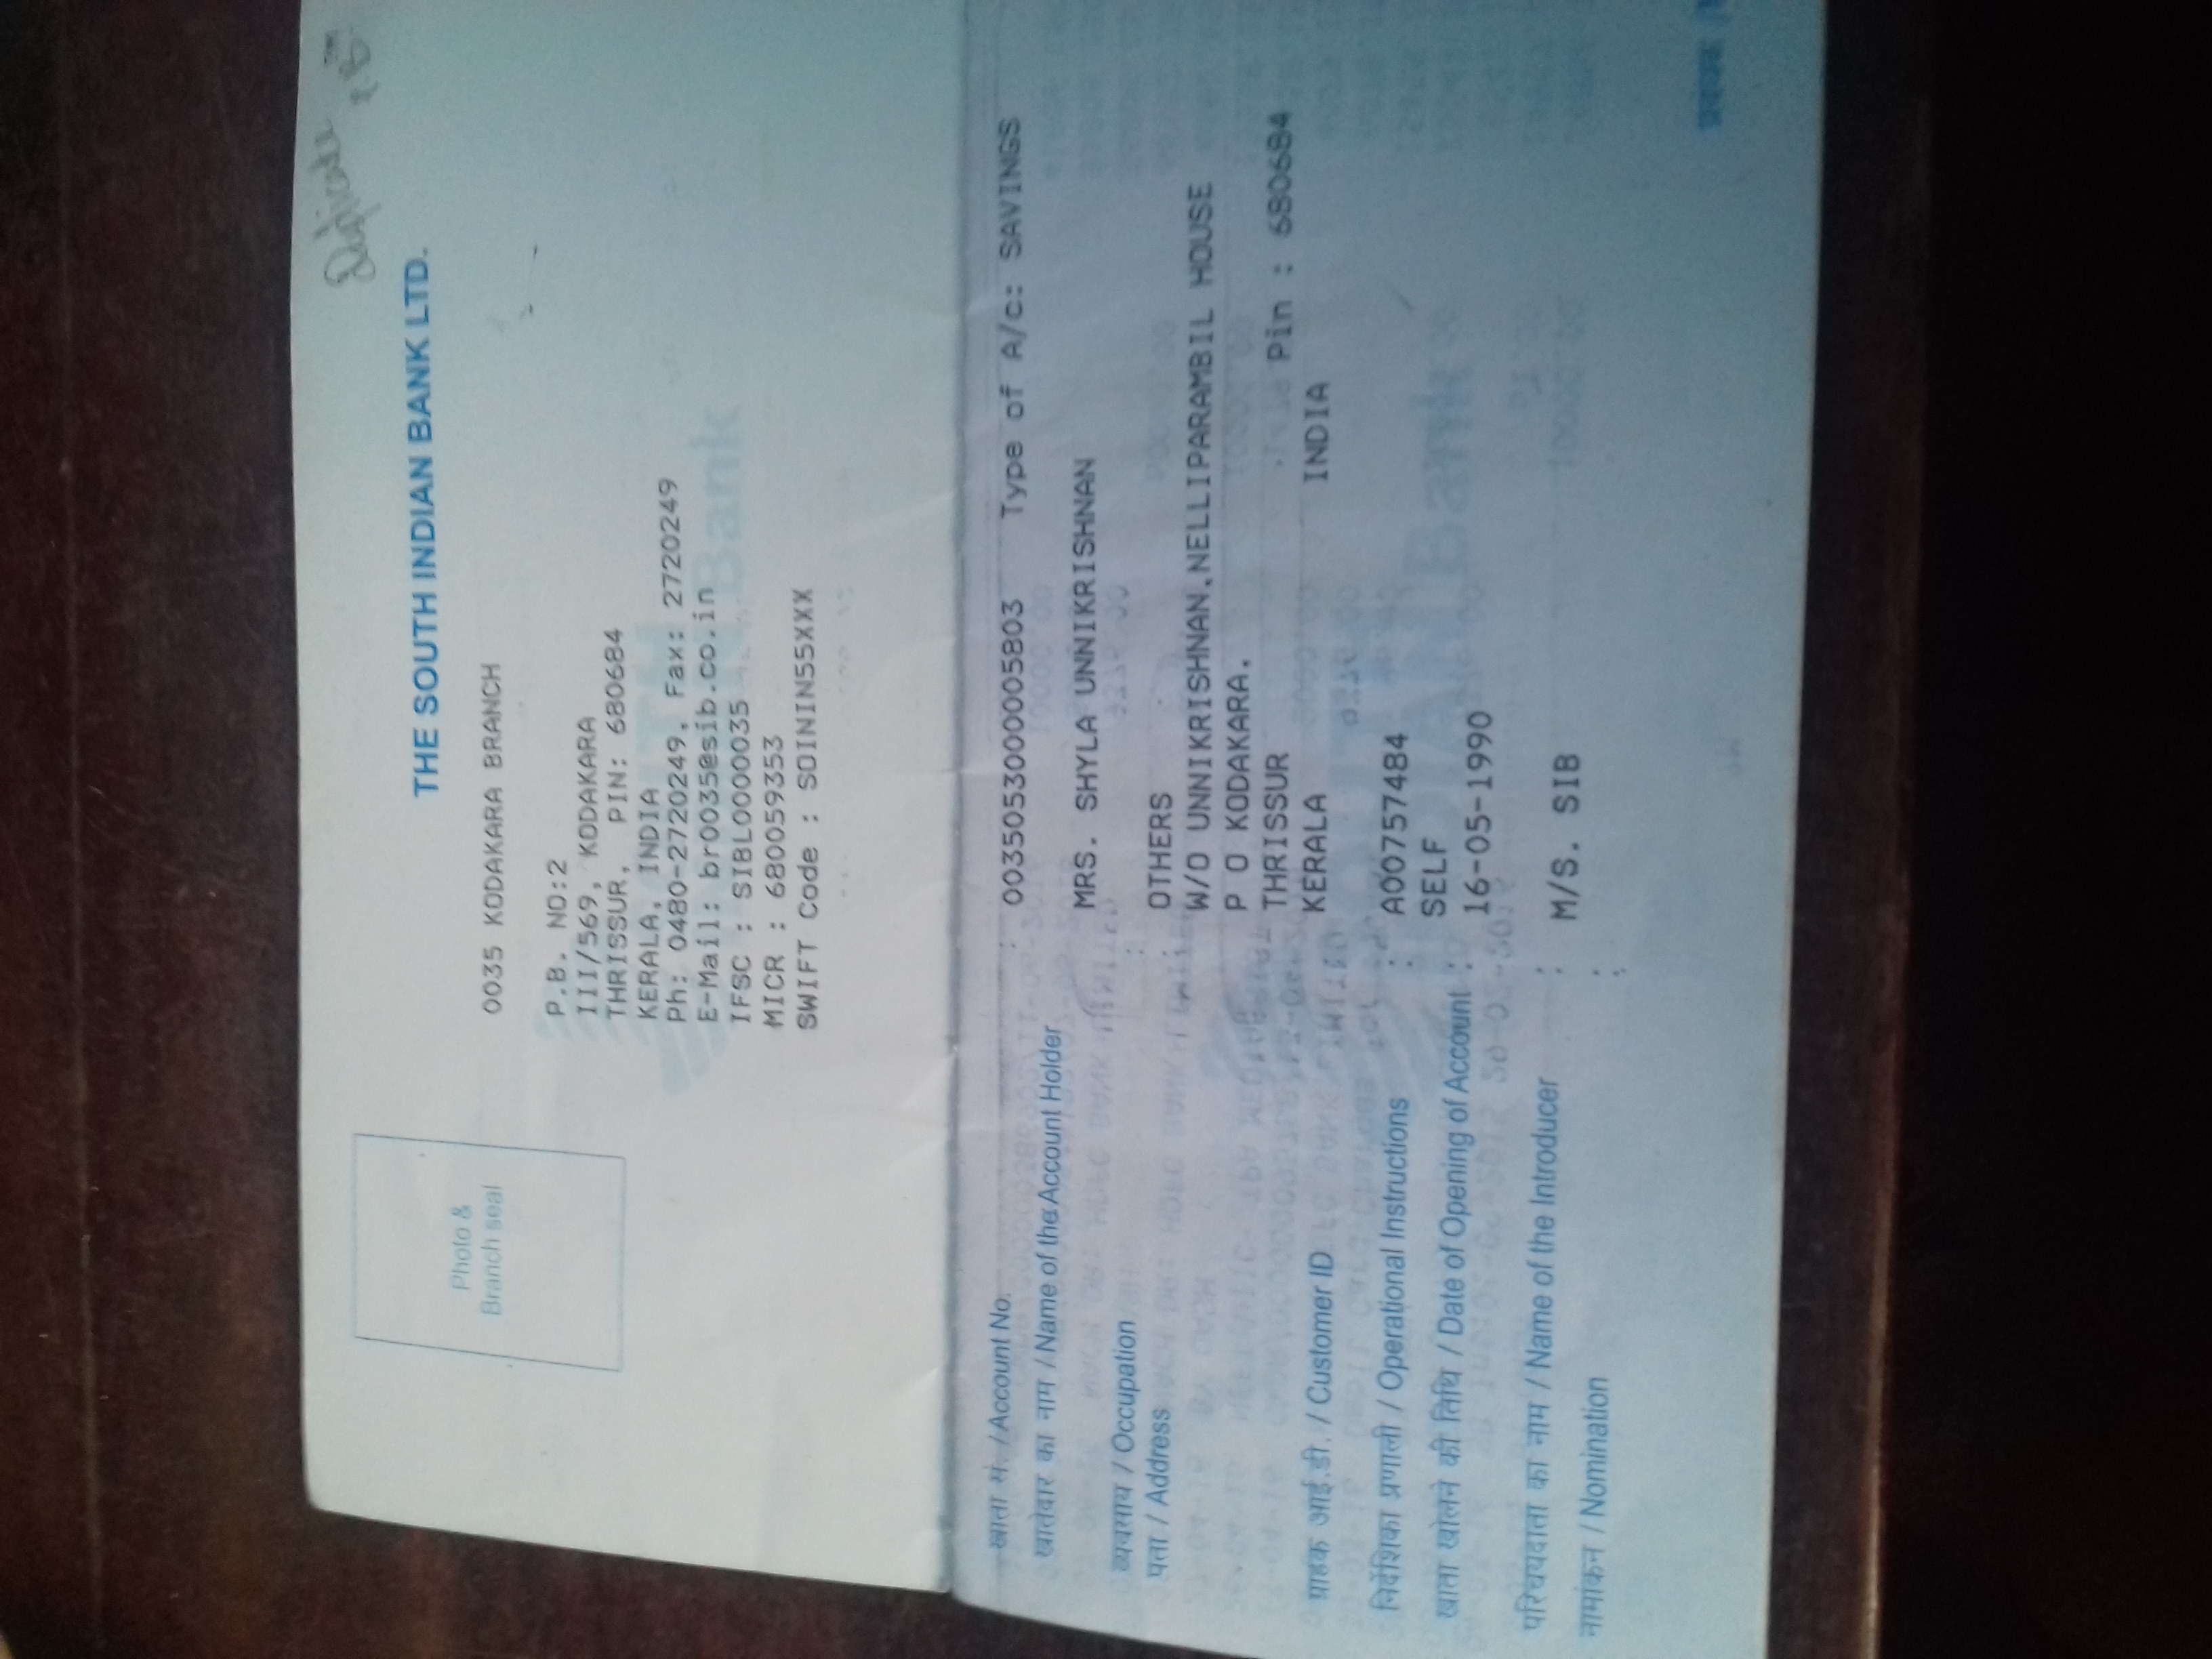 Duplicate
THE SOUTH INDIAN BANK LTD.
Photo &
Branch seal
0035 KODAKARA BRANCH
P.B. NO:2
III/569, KODAKARA
THRISSUR, PIN: 680684
KERALA, INDIA
Ph: 0480-2720249, Fax: 2720249
E-Mail: br0035@sib.co.in
IFSC : SIBL0000035
MICR : 680059353
SWIFT Code : SOININ55XXX
खाता सं. / Account No. : 0035053000005803 Type of A/c: SAVINGS
खातेदार का नाम / Name of the Account Holder
MRS. SHYLA UNNIKRISHNAN
व्यवसाय / Occupation :
पता / Address : OTHERS
W/O UNNIKRISHNAN,NELLIPARAMBIL HOUSE
P O KODAKARA,
THRISSUR Pin : 680684
ग्राहक आई.डी. / Customer ID : KERALA INDIA
निर्देशिका प्रणाली / Operational Instructions : A00757484
SELF
खाता खोलने की तिथि / Date of Opening of Account : 16-05-1990
परिचयदाता का नाम / Name of the Introducer : M/S. SIB
नामांकन / Nomination :